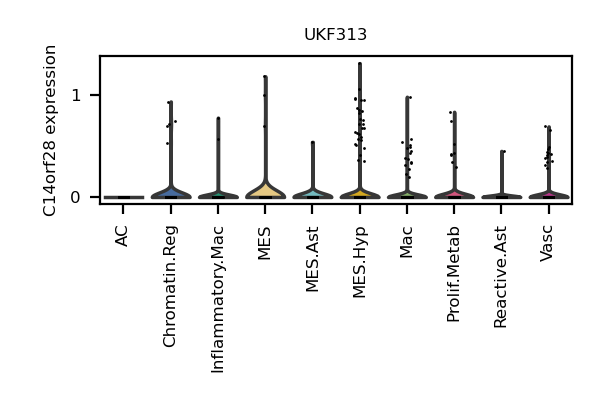 UKF313
C14orf28 expression
1
0
AC
Chromatin.Reg
Inflammatory.Mac
MES
MES.Ast
MES.Hyp
Mac
Prolif.Metab
Reactive.Ast
Vasc